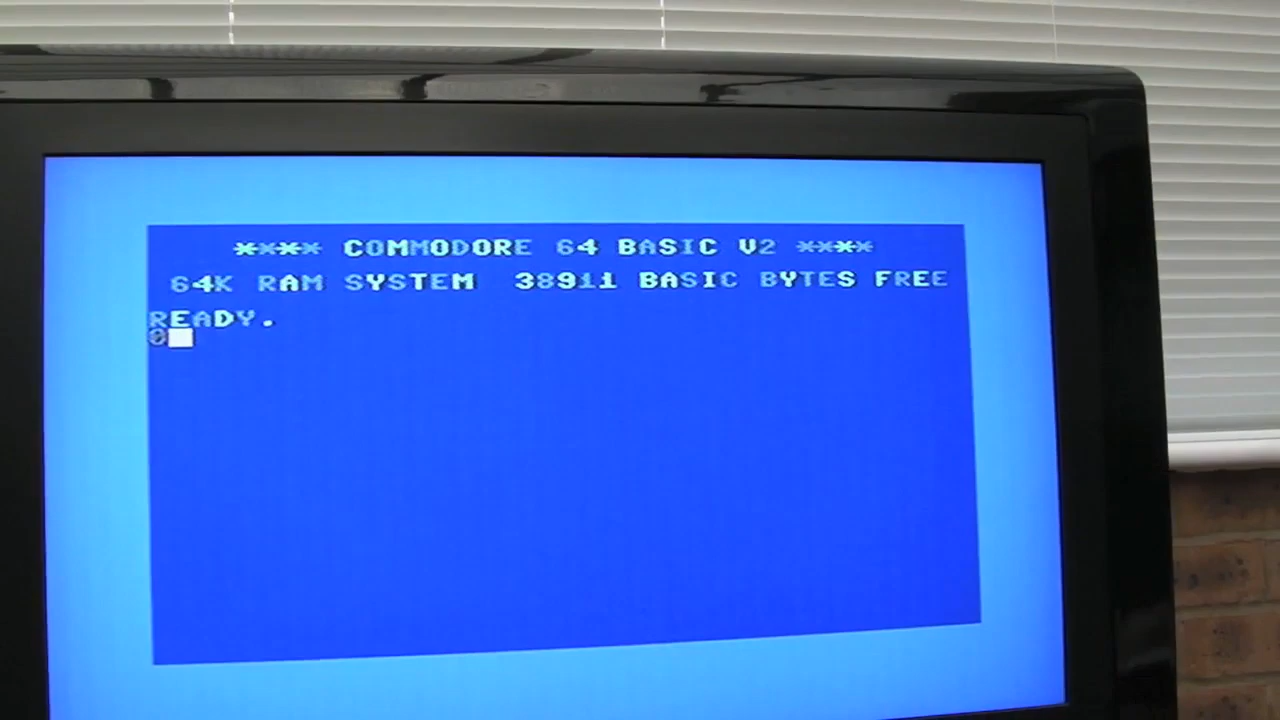 **** COMMODORE 64 BASIC V2 ****
64K RAM SYSTEM  38911 BASIC BYTES FREE
READY.
@